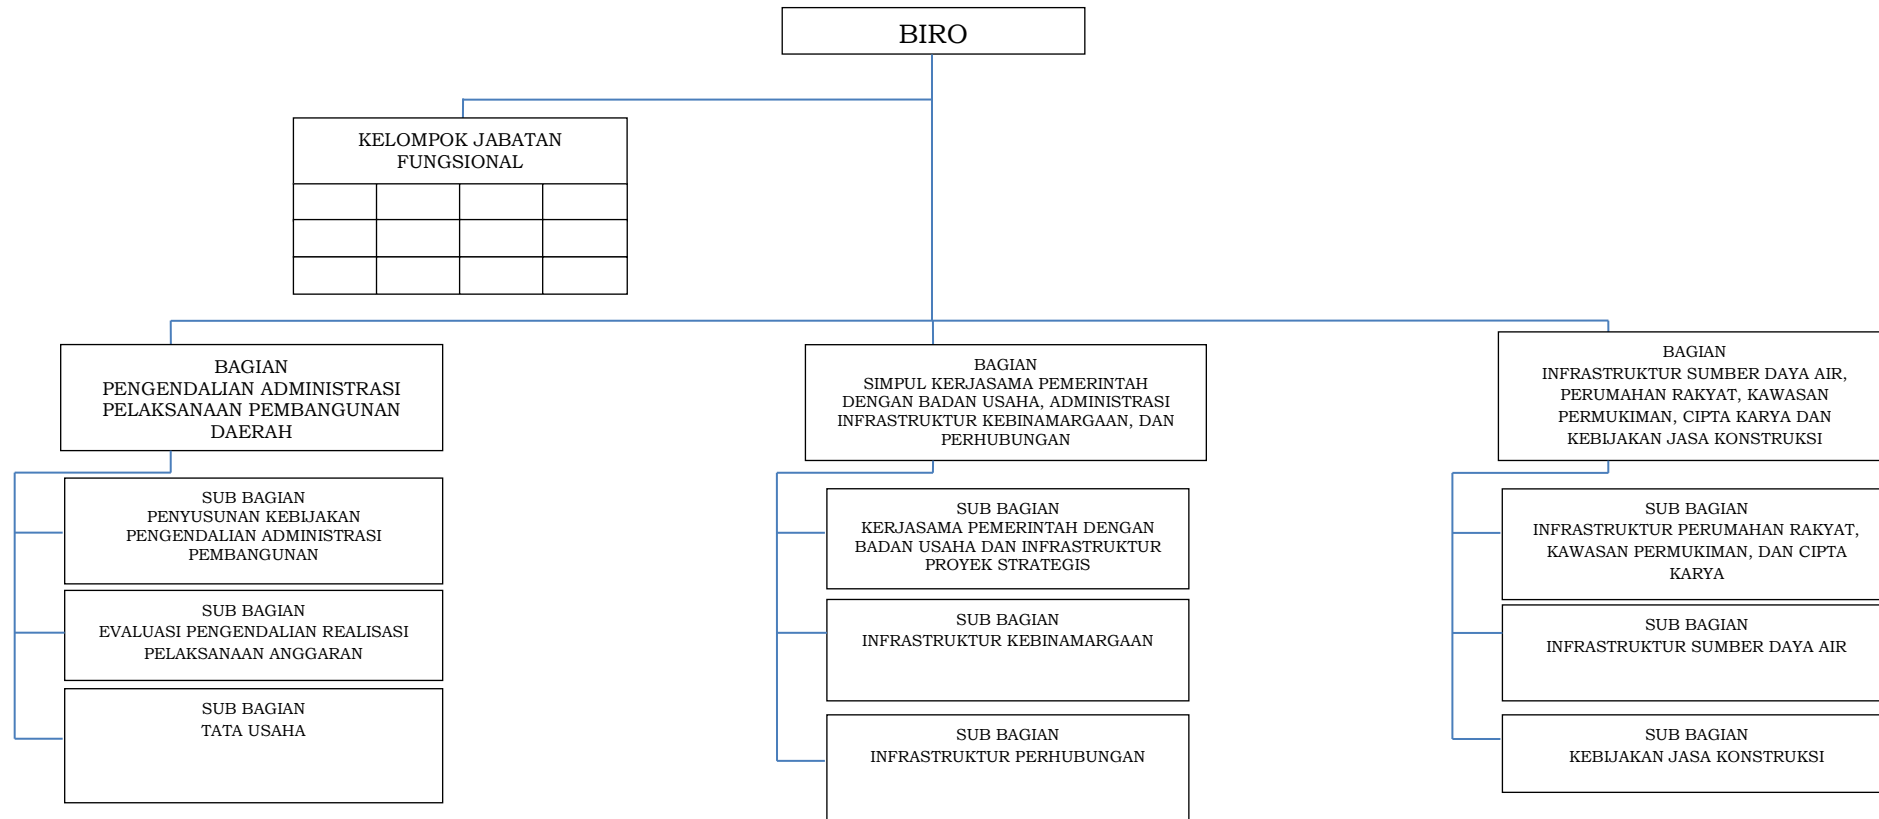 BIRO
KELOMPOK JABATAN
FUNGSIONAL
BAGIAN
PENGENDALIAN ADMINISTRASI
PELAKSANAAN PEMBANGUNAN
DAERAH
SUB BAGIAN
PENYUSUNAN KEBIJAKAN
PENGENDALIAN ADMINISTRASI
PEMBANGUNAN
SUB BAGIAN
EVALUASI PENGENDALIAN REALISASI
PELAKSANAAN ANGGARAN
SUB BAGIAN
TATA USAHA
BAGIAN
SIMPUL KERJASAMA PEMERINTAH
DENGAN BADAN USAHA, ADMINISTRASI
INFRASTRUKTUR KEBINAMARGAAN, DAN
PERHUBUNGAN
SUB BAGIAN
KERJASAMA PEMERINTAH DENGAN
BADAN USAHA DAN INFRASTRUKTUR
PROYEK STRATEGIS
SUB BAGIAN
INFRASTRUKTUR KEBINAMARGAAN
SUB BAGIAN
INFRASTRUKTUR PERHUBUNGAN
BAGIAN
INFRASTRUKTUR SUMBER DAYA AIR,
PERUMAHAN RAKYAT, KAWASAN
PERMUKIMAN, CIPTA KARYA DAN
KEBIJAKAN JASA KONSTRUKSI
SUB BAGIAN
INFRASTRUKTUR PERUMAHAN RAKYAT,
KAWASAN PERMUKIMAN, DAN CIPTA
KARYA
SUB BAGIAN
INFRASTRUKTUR SUMBER DAYA AIR
SUB BAGIAN
KEBIJAKAN JASA KONSTRUKSI